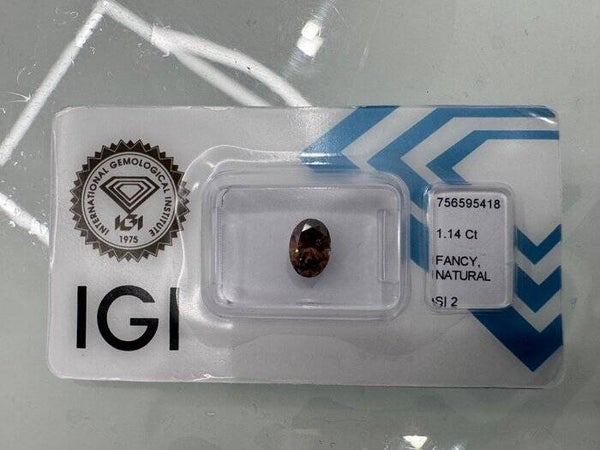 INTERNATIONAL GEMOLOGICAL INSTITUTE
IGI
1975
IGI
756595418
1.14 Ct
FANCY,
NATURAL
SI 2